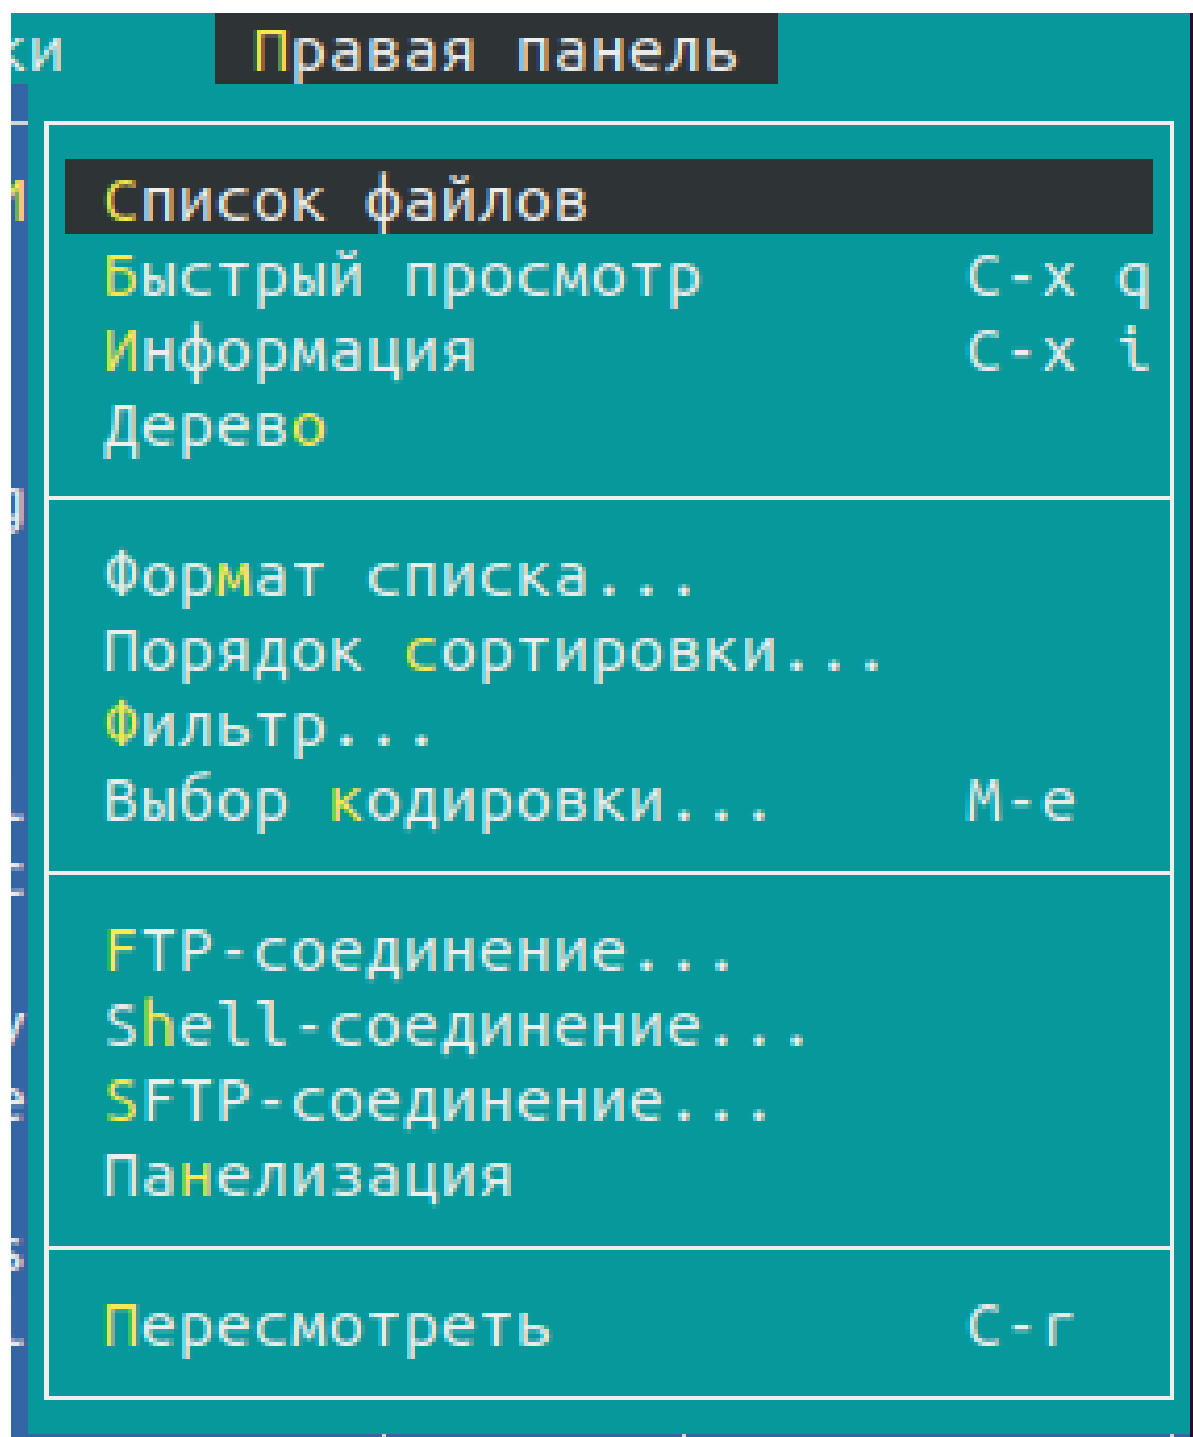 ки Правая панель
Список файлов
Быстрый просмотр C-x q
Информация C-x i
Дерево
Формат списка...
Порядок сортировки...
Фильтр...
Выбор кодировки... M-e
FTP-соединение...
Shell-соединение...
SFTP-соединение...
Панелизация
Пересмотреть C-r